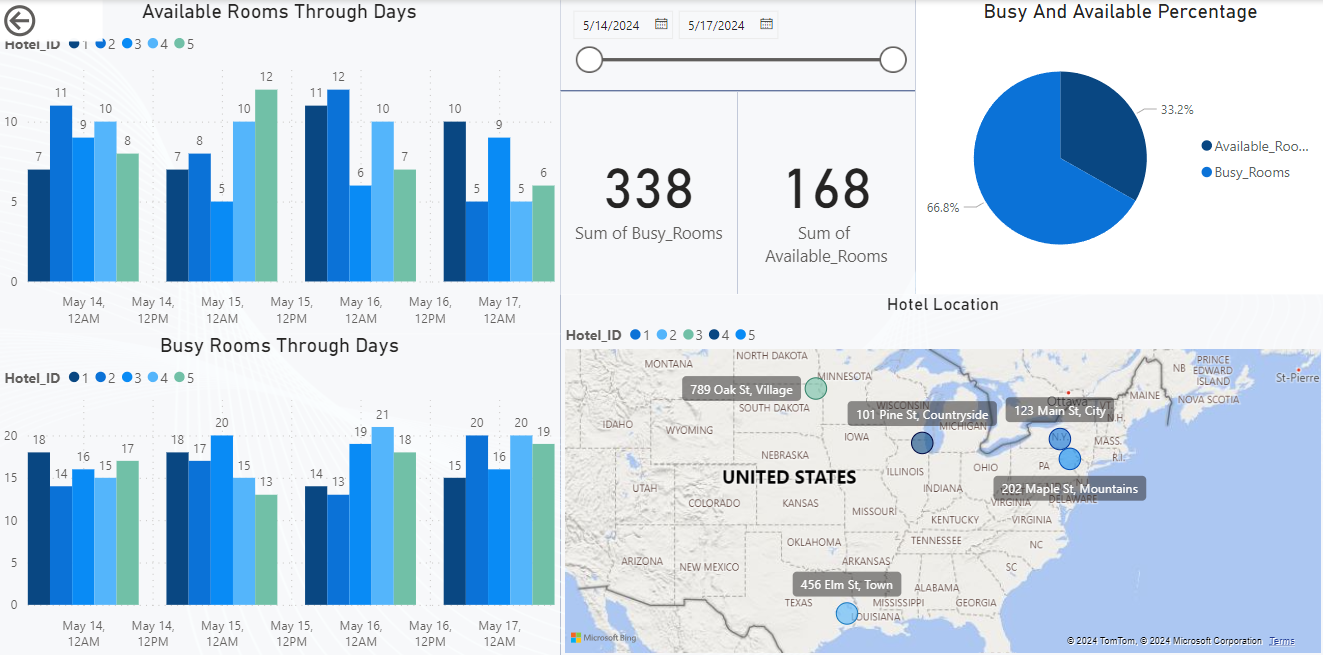 Available Rooms Through Days
Hotel_ID 1 2 3 4 5
12
12
11
11
10
10
10
10
9
9
8
8
7
7
7
6
6
5
5
5
10
5
0
May 14, 12AM
May 14, 12PM
May 15, 12AM
May 15, 12PM
May 16, 12AM
May 16, 12PM
May 17, 12AM
Busy Rooms Through Days
Hotel_ID 1 2 3 4 5
20
15
10
5
0
18
14
16
15
17
18
17
20
15
13
14
13
19
21
18
15
20
16
20
19
May 14, 12AM
May 14, 12PM
May 15, 12AM
May 15, 12PM
May 16, 12AM
May 16, 12PM
May 17, 12AM
5/14/2024 5/17/2024
338
Sum of Busy_Rooms
168
Sum of
Available_Rooms
Busy And Available Percentage
33.2%
66.8%
Available_Roo...
Busy_Rooms
Hotel Location
Hotel_ID 1 2 3 4 5
MONTANA
NORTH DAKOTA
MINNESOTA
789 Oak St, Village
SOUTH DAKOTA
WISCONSIN
101 Pine St, Countryside
MICHIGAN
Ottawa
123 Main St, City
VT.
N.H.
MAINE
NB
PRINCE
EDWARD
ISLAND
NOVA SCOTIA
St-Pierre
IDAHO
WYOMING
IOWA
N.Y.
MASS.
R.I.
NEBRASKA
UNITED STATES
ILLINOIS
INDIANA
OHIO
PA
N.J.
202 Maple St, Mountains
DELAWARE
UTAH
COLORADO
KANSAS
MISSOURI
VIRGINIA
KENTUCKY
VIRGINIA
OKLAHOMA
TENNESSEE
NC
ARIZONA
NEW MEXICO
ARKANSAS
SC
456 Elm St, Town
ALABAMA
TEXAS
MISSISSIPPI
GEORGIA
LOUISIANA
Microsoft Bing
© 2024 TomTom, © 2024 Microsoft Corporation Terms